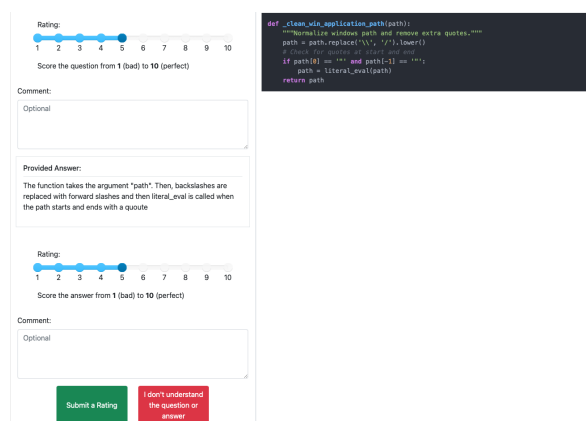 Rating:
1 2 3 4 5 6 7 8 9 10
Score the question from 1 (bad) to 10 (perfect)
Comment:
Optional
Provided Answer:
The function takes the argument "path". Then, backslashes are
replaced with forward slashes and then literal_eval is called when
the path starts and ends with a quoute
Rating:
1 2 3 4 5 6 7 8 9 10
Score the answer from 1 (bad) to 10 (perfect)
Comment:
Optional
Submit a Rating
I don't understand
the question or
answer
def _clean_win_application_path(path):
"""Normalize windows path and remove extra quotes."""
path = path.replace('\\', '/').lower()
# Check for quotes at start and end
if path[0] == '"' and path[-1] == '"':
path = literal_eval(path)
return path